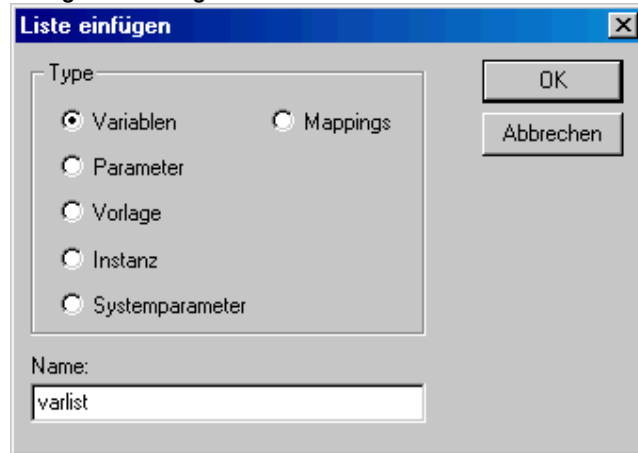 Liste einfügen
Type
Variablen
Mappings
Parameter
Vorlage
Instanz
Systemparameter
OK
Abbrechen
Name:
varlist